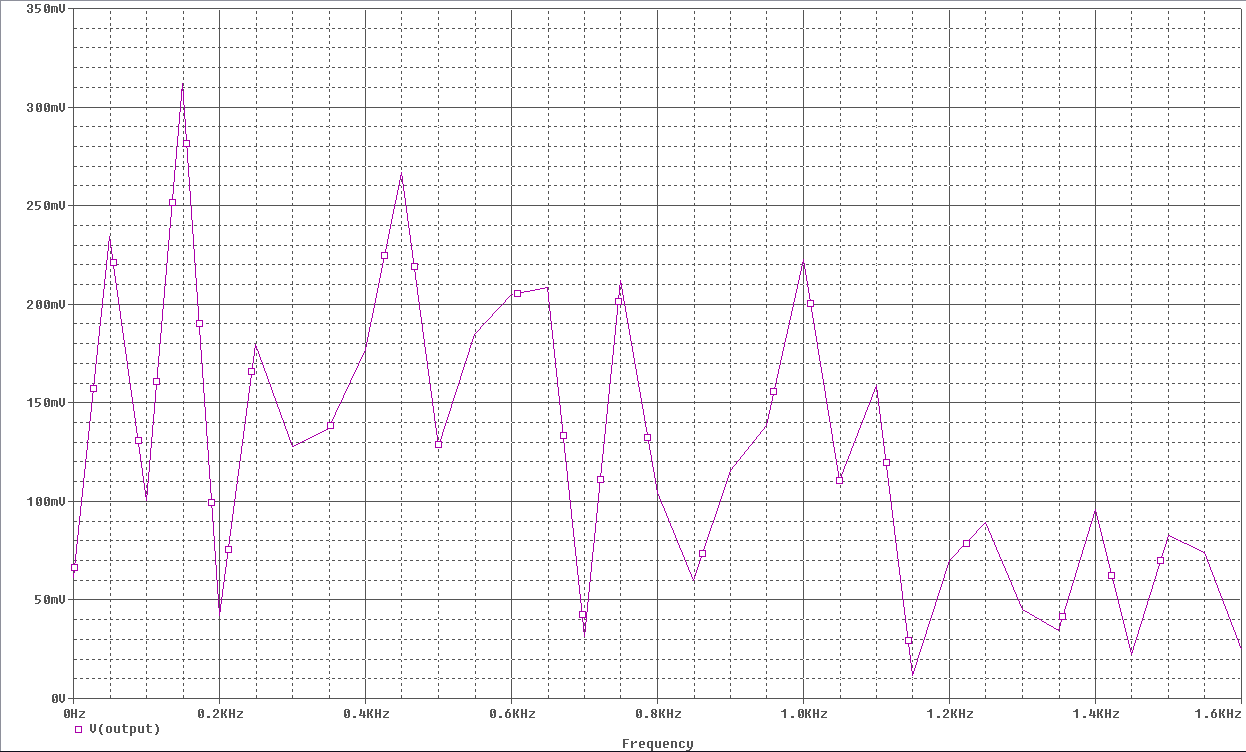 350mV
300mV
250mV
200mV
150mV
100mV
50mV
0V
0Hz 0.2KHz 0.4KHz 0.6KHz 0.8KHz 1.0KHz 1.2KHz 1.4KHz 1.6KHz
V(output)
Frequency